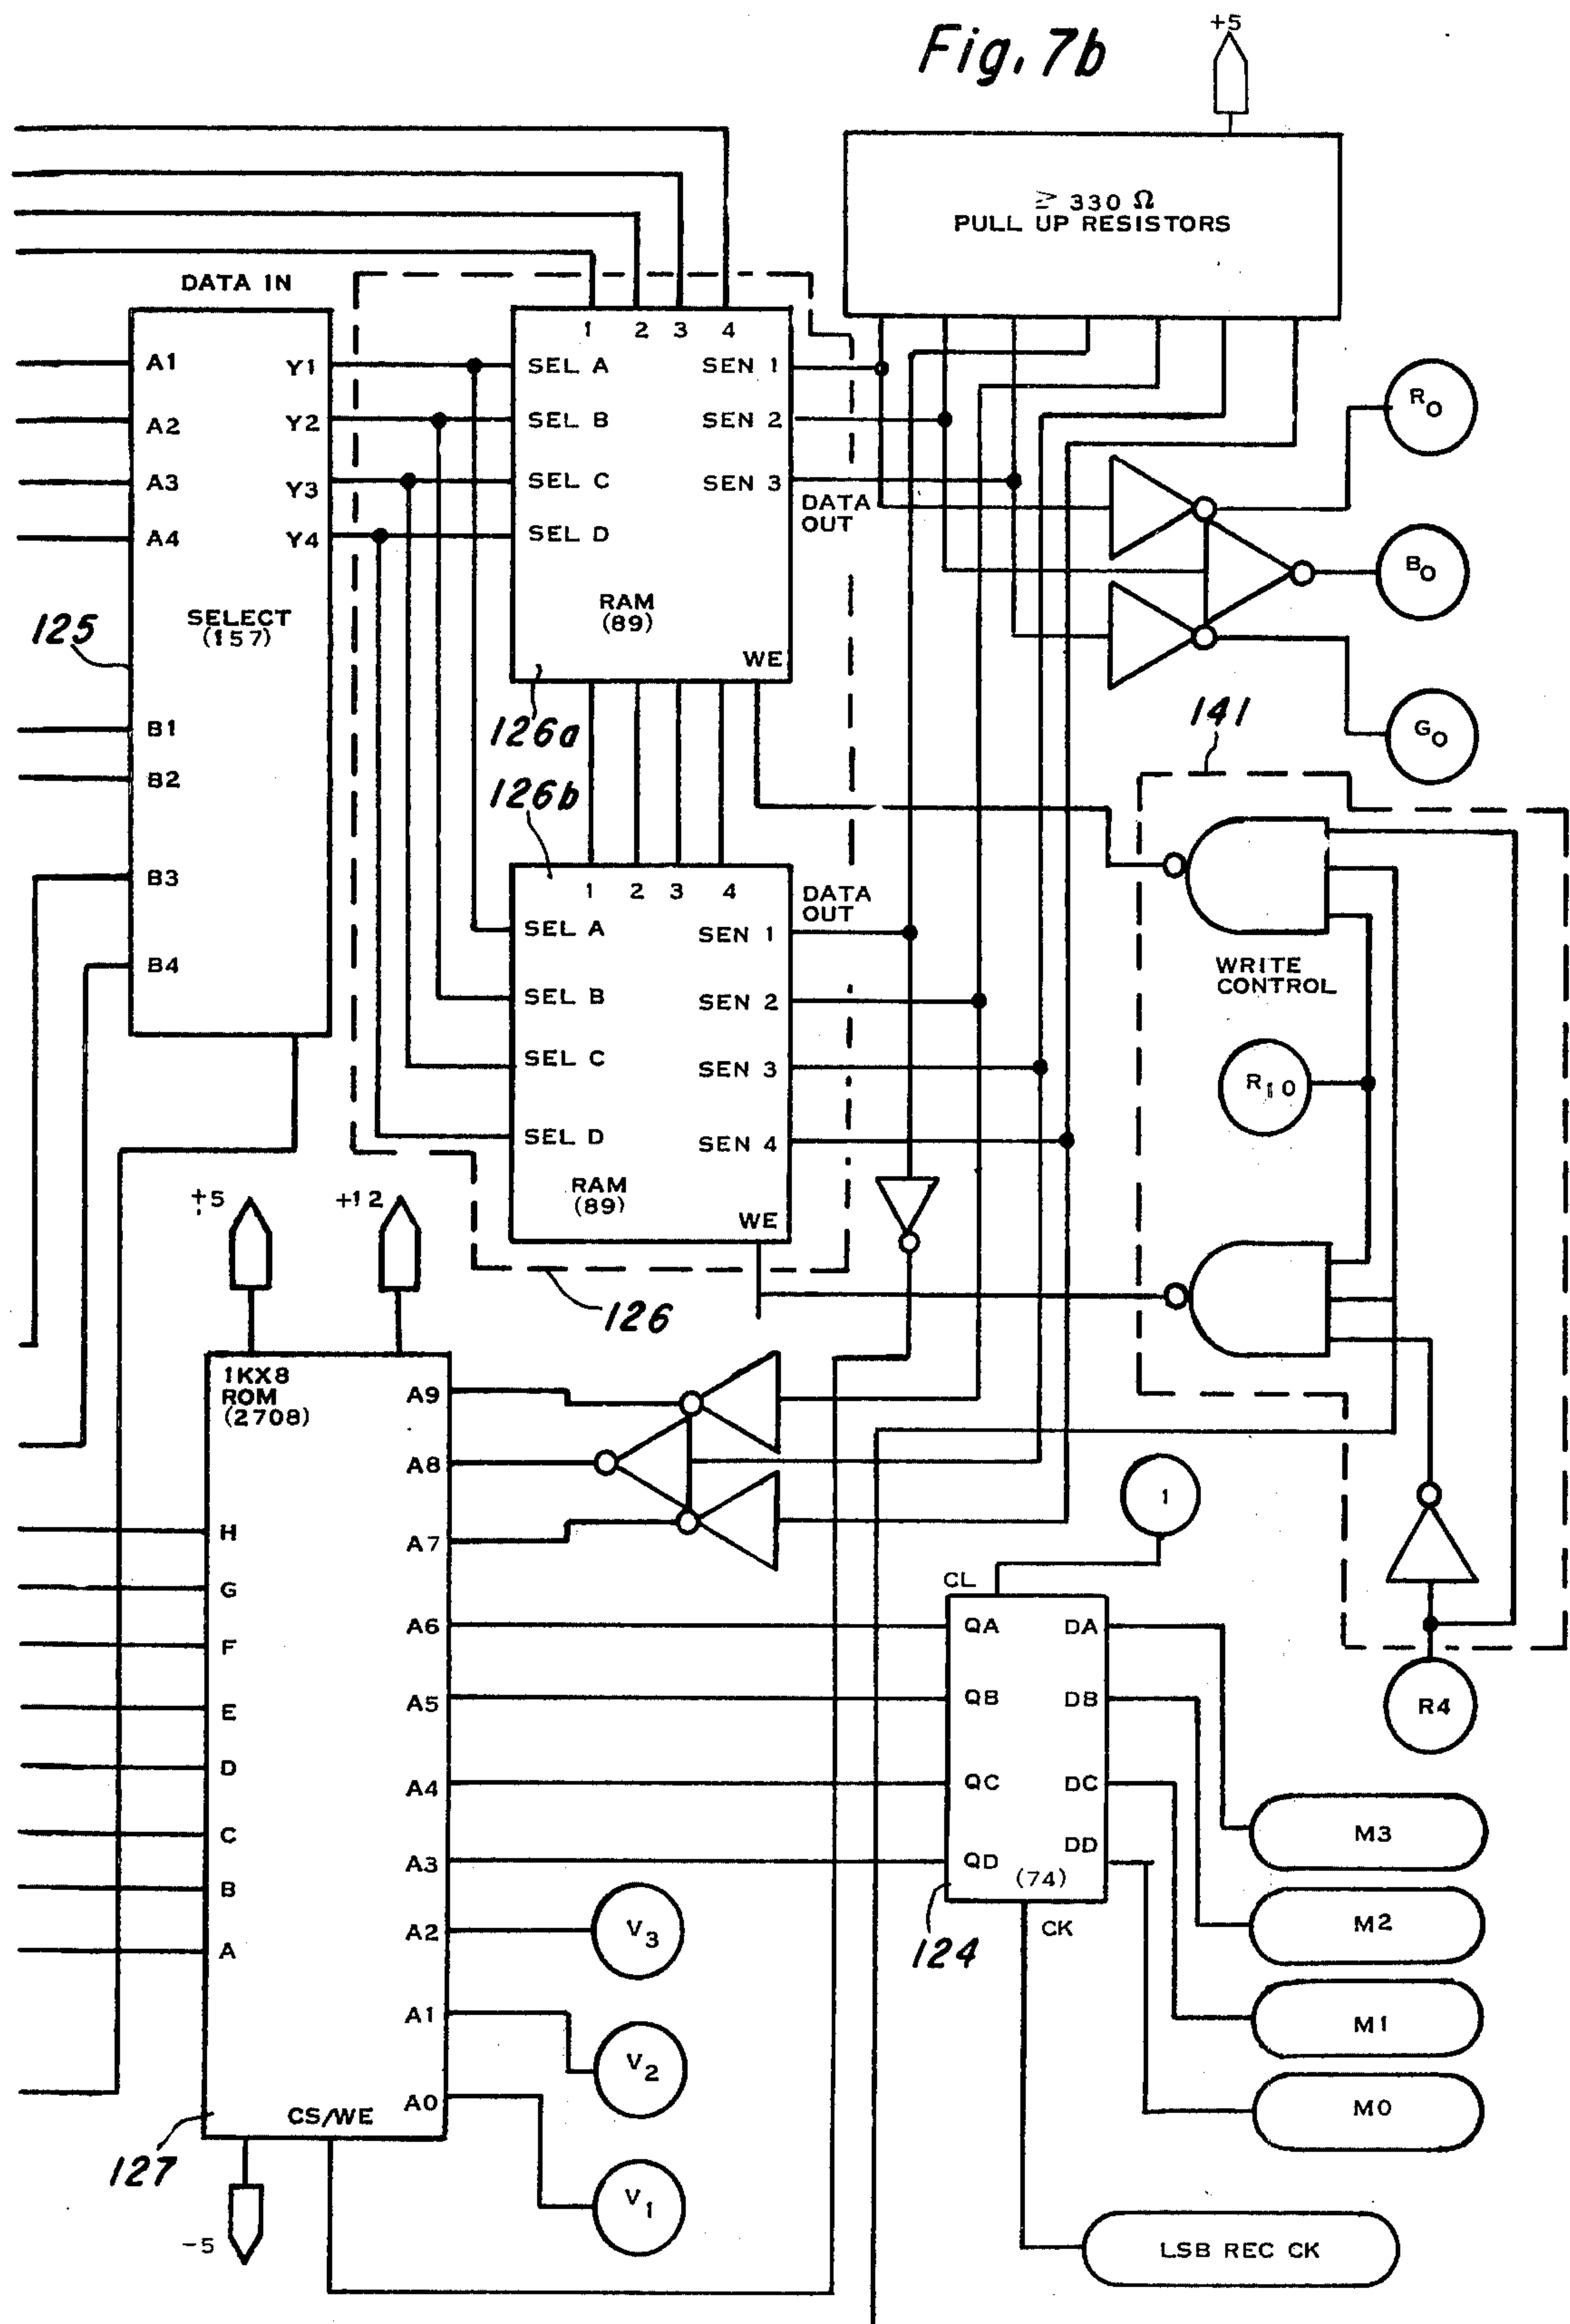 Fig. 7b
+5
≥ 330 Ω
PULL UP RESISTORS
DATA IN
A1
A2
A3
A4
B1
B2
B3
B4
Y1
Y2
Y3
Y4
SELECT
(157)
125
1 2 3 4
SEL A
SEL B
SEL C
SEL D
SEN 1
SEN 2
SEN 3
DATA
OUT
RAM
(89)
WE
126a
RO
BO
GO
126b
1 2 3 4
SEL A
SEL B
SEL C
SEL D
DATA
OUT
SEN 1
SEN 2
SEN 3
SEN 4
RAM
(89)
WE
126
141
WRITE
CONTROL
R10
R4
+5
+12
1KX8
ROM
(2708)
H
G
F
E
D
C
B
A
A9
A8
A7
A6
A5
A4
A3
A2
A1
A0
CS/WE
127
-5
V3
V2
V1
1
CL
QA
QB
QC
QD
DA
DB
DC
DD
(74)
CK
124
M3
M2
M1
M0
LSB REC CK